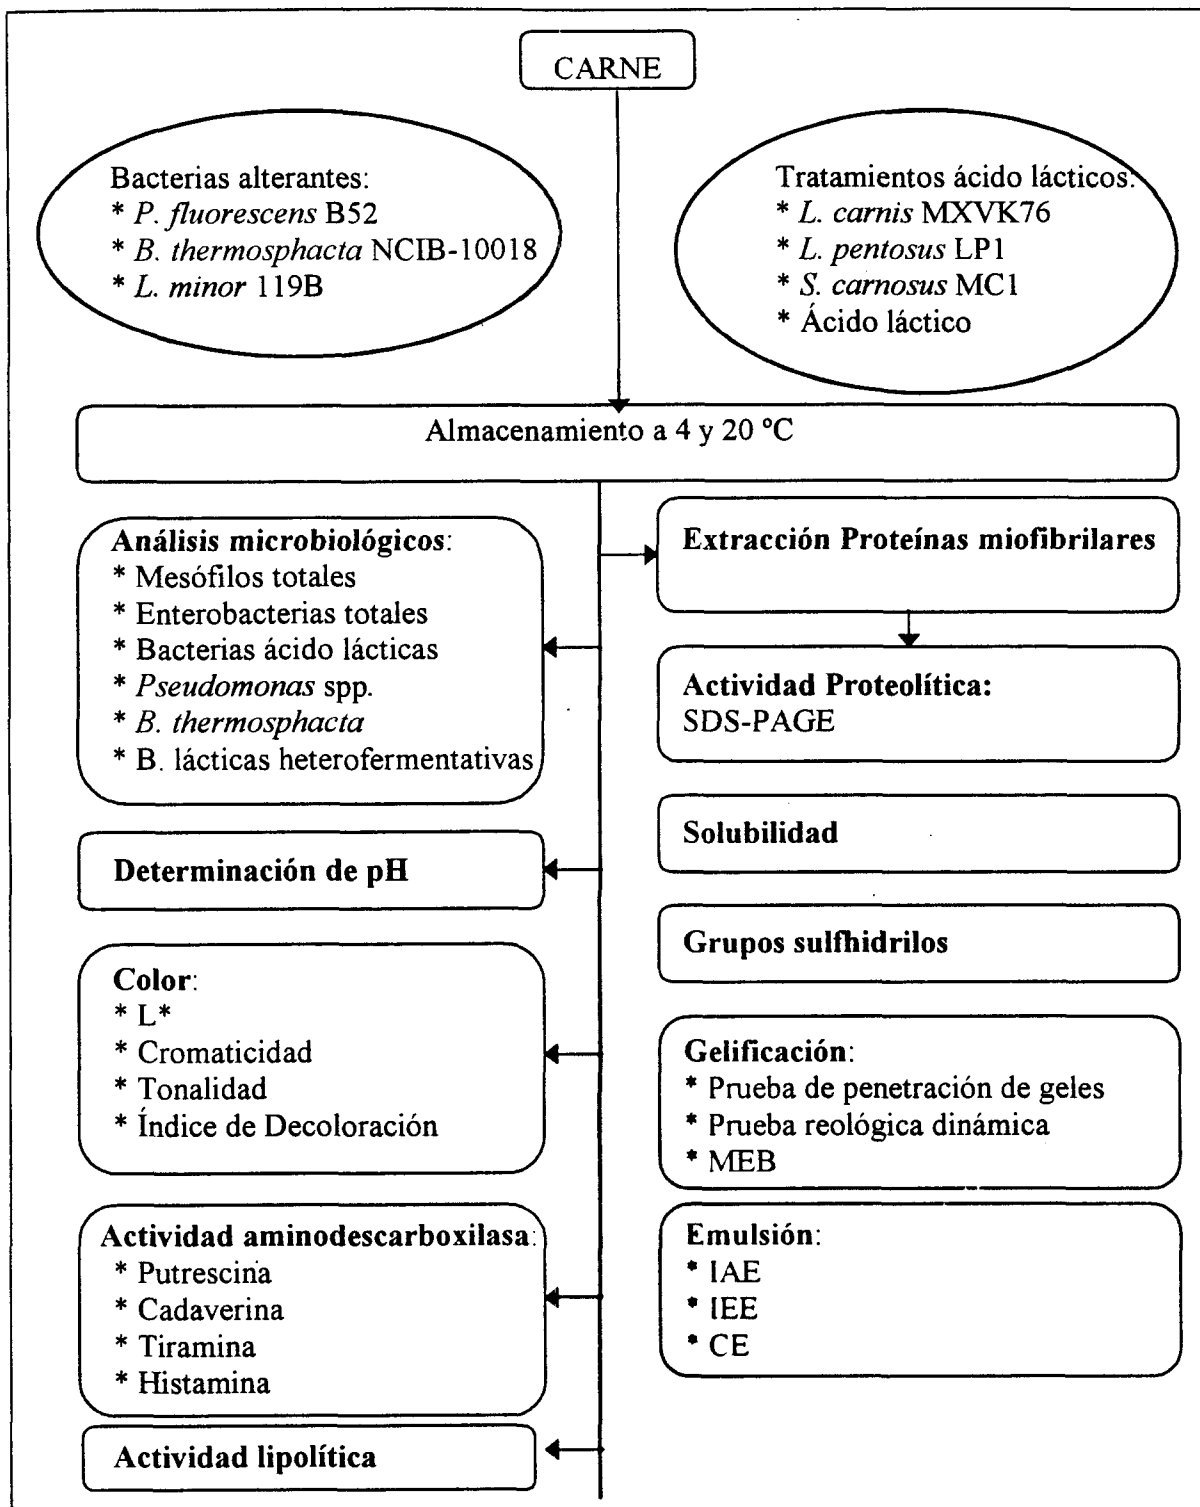 CARNE
Bacterias alterantes:
* P. fluorescens B52
* B. thermosphacta NCIB-10018
* L. minor 119B
Tratamientos ácido lácticos:
* L. carnis MXVK76
* L. pentosus LP1
* S. carnosus MC1
* Ácido láctico
Almacenamiento a 4 y 20 ºC
Análisis microbiológicos:
* Mesófilos totales
* Enterobacterias totales
* Bacterias ácido lácticas
* Pseudomonas spp.
* B. thermosphacta
* B. lácticas heterofermentativas
Determinación de pH
Color:
* L*
* Cromaticidad
* Tonalidad
* Índice de Decoloración
Actividad aminodescarboxilasa:
* Putrescina
* Cadaverina
* Tiramina
* Histamina
Actividad lipolítica
Extracción Proteínas miofibrilares
Actividad Proteolítica:
SDS-PAGE
Solubilidad
Grupos sulfhidrilos
Gelificación:
* Prueba de penetración de geles
* Prueba reológica dinámica
* MEB
Emulsión:
* IAE
* IEE
* CE